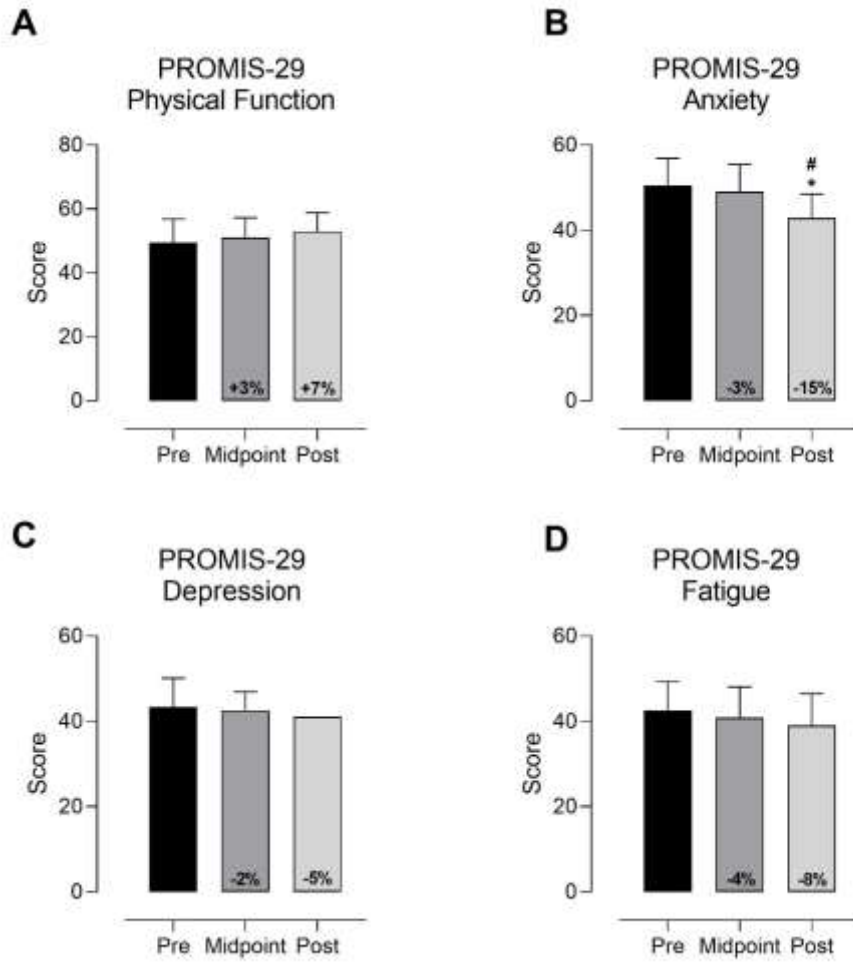 A
PROMIS-29
Physical Function
80
60
40
20
0
Score
+3%
+7%
Pre Midpoint Post
B
PROMIS-29
Anxiety
60
40
20
0
Score
#
*
-3%
-15%
Pre Midpoint Post
C
PROMIS-29
Depression
60
40
20
0
Score
-2%
-5%
Pre Midpoint Post
D
PROMIS-29
Fatigue
60
40
20
0
Score
-4%
-8%
Pre Midpoint Post